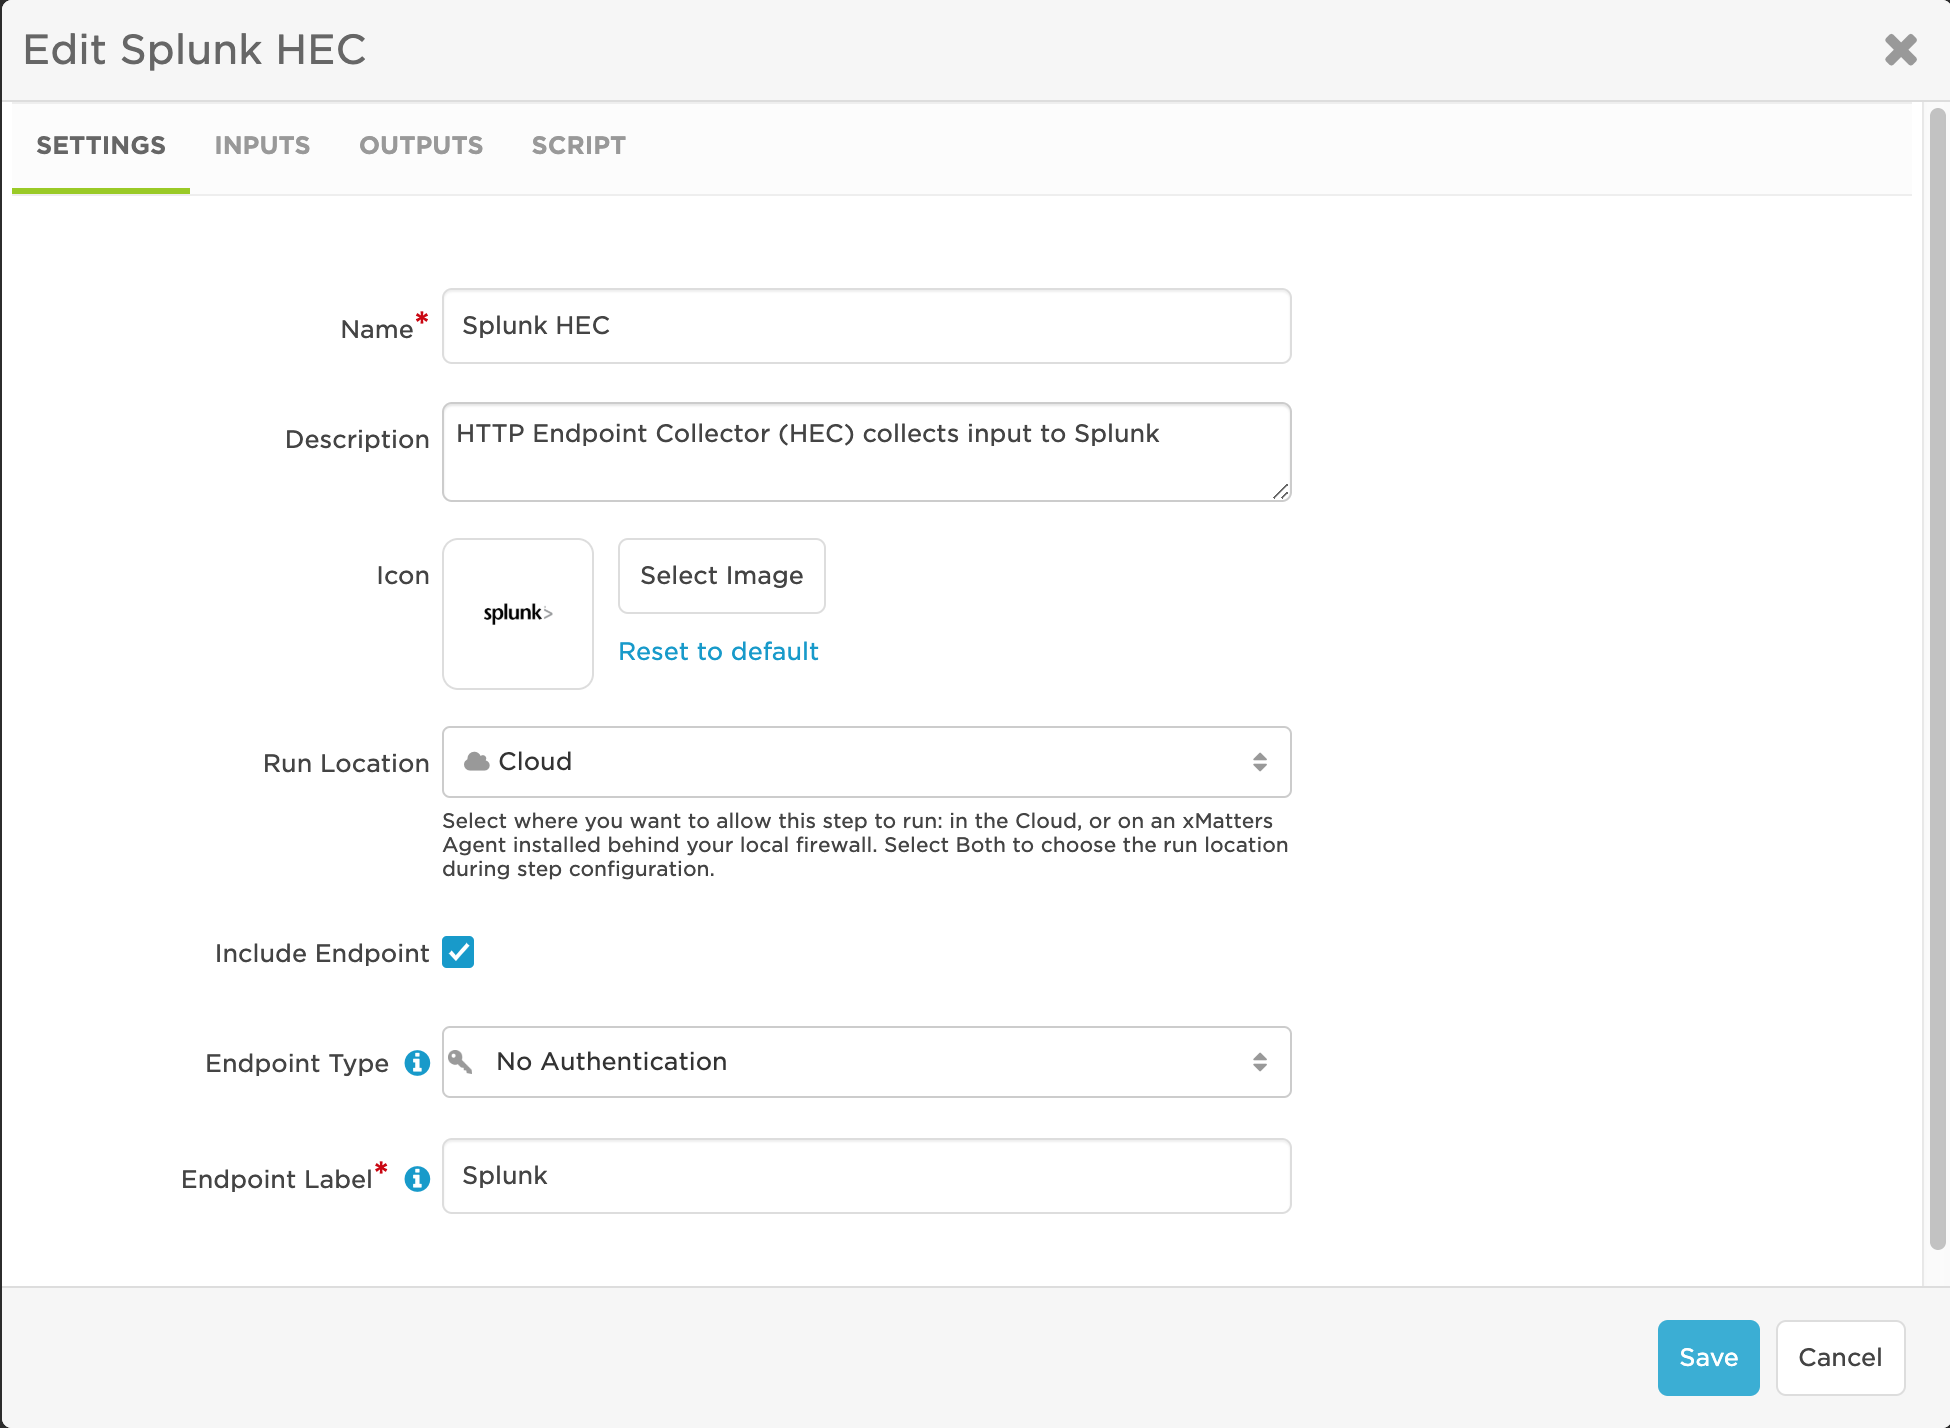 Edit Splunk HEC
SETTINGS INPUTS OUTPUTS SCRIPT
Name* Splunk HEC
Description HTTP Endpoint Collector (HEC) collects input to Splunk
Icon splunk> Select Image
Reset to default
Run Location Cloud
Select where you want to allow this step to run: in the Cloud, or on an xMatters
Agent installed behind your local firewall. Select Both to choose the run location
during step configuration.
Include Endpoint
Endpoint Type No Authentication
Endpoint Label* Splunk
Save Cancel